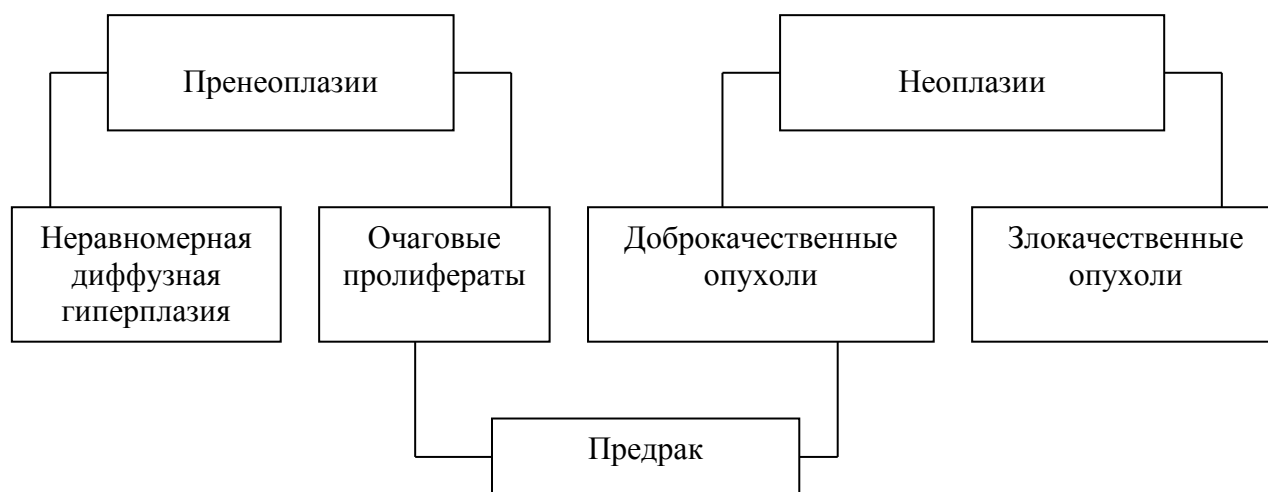 Пренеоплазии
Неоплазии
Неравномерная
диффузная
гиперплазия
Очаговые
пролифераты
Доброкачественные
опухоли
Злокачественные
опухоли
Предрак